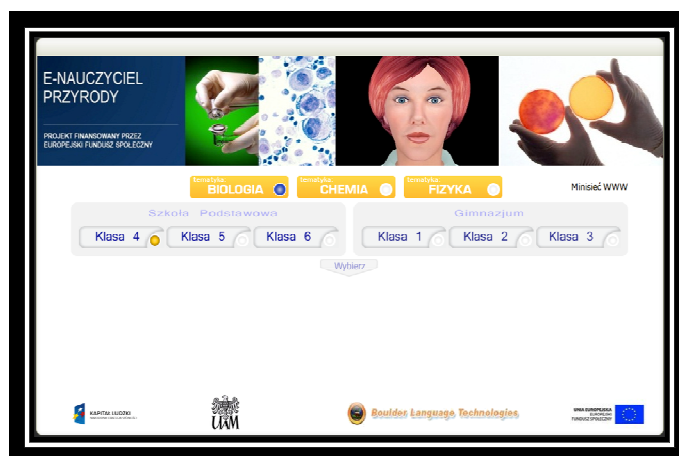 E-NAUCZYCIEL
PRZYRODY
PROJEKT FINANSOWANY PRZEZ
EUROPEJSKI FUNDUSZ SPOŁECZNY
tematyka
BIOLOGIA
tematyka
CHEMIA
tematyka
FIZYKA
Minisieć WWW
Szkoła Podstawowa
Gimnazjum
Klasa 4
Klasa 5
Klasa 6
Klasa 1
Klasa 2
Klasa 3
Wybierz
KAPITAŁ LUDZKI
UAM
Boulder Language Technologies
UNIA EUROPEJSKA
EUROPEJSKI
FUNDUSZ SPOŁECZNY